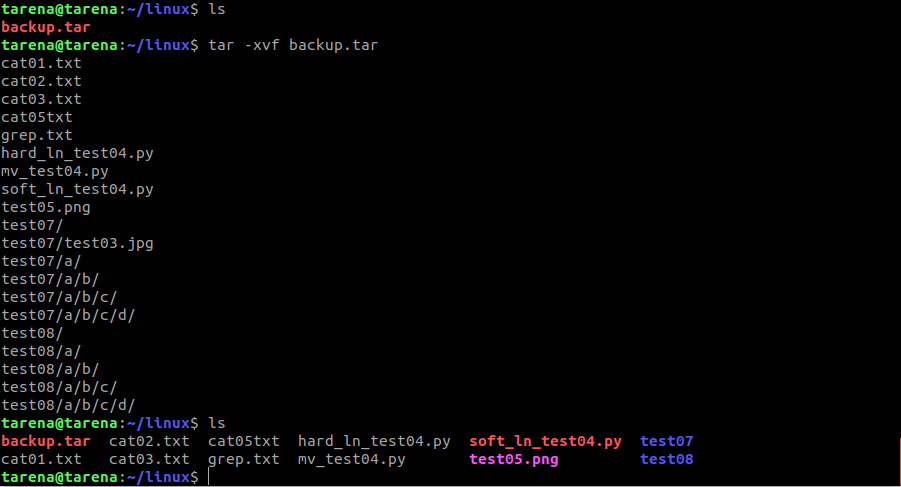 tarena@tarena:~/linux$ ls
backup.tar
tarena@tarena:~/linux$ tar -xvf backup.tar
cat01.txt
cat02.txt
cat03.txt
cat05txt
grep.txt
hard_ln_test04.py
mv_test04.py
soft_ln_test04.py
test05.png
test07/
test07/test03.jpg
test07/a/
test07/a/b/
test07/a/b/c/
test07/a/b/c/d/
test08/
test08/a/
test08/a/b/
test08/a/b/c/
test08/a/b/c/d/
tarena@tarena:~/linux$ ls
backup.tar  cat02.txt  cat05txt  hard_ln_test04.py  soft_ln_test04.py  test07
cat01.txt   cat03.txt  grep.txt  mv_test04.py       test05.png         test08
tarena@tarena:~/linux$